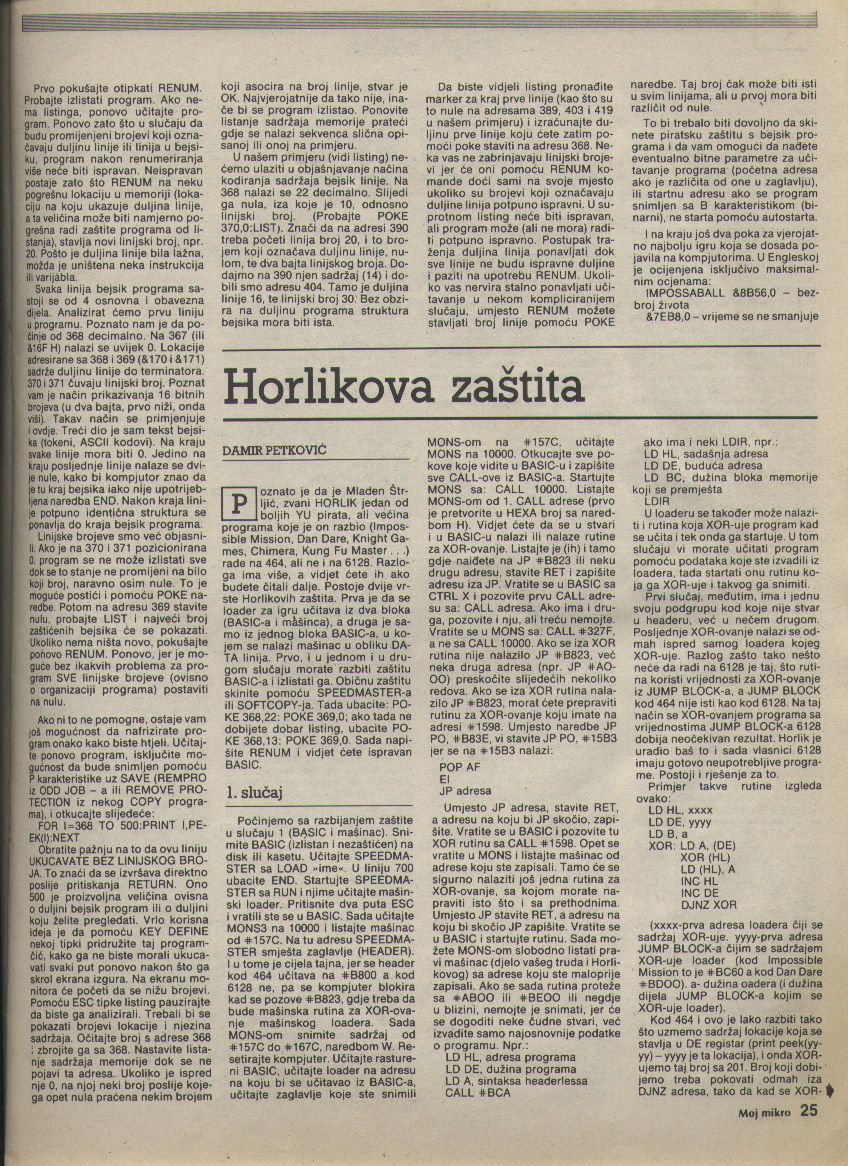 Prvo pokušajte otipkati RENUM.
Probajte izlistati program. Ako ne-
ma listinga, ponovo učitajte pro-
gram. Ponovo zato što u slučaju da
budu promijenjeni brojevi koji ozna-
čavaju duljinu linije ili linija u bejsi-
ku, program nakon renumeriranja
više neće biti ispravan. Neispravan
postaje zato što RENUM na neku
pogrešnu lokaciju u memoriji (loka-
ciju na koju ukazuje duljina linije,
a ta veličina može biti namjerno po-
grešna radi zaštite programa od li-
stanja), stavlja novi linijski broj, npr.
20. Pošto je duljina linije bila lažna,
možda je uništena neka instrukcija
ili varijabla.
Svaka linija bejsik programa sa-
stoji se od 4 osnovna i obavezna
dijela. Analizirat ćemo prvu liniju
u programu. Poznato nam je da po-
činje od 368 decimalno. Na 367 (ili
&16F H) nalazi se uvijek 0. Lokacije
adresirane sa 368 i 369 (&170 i &171)
sadrže duljinu linije do terminatora.
370 i 371 čuvaju linijski broj. Poznat
vam je način prikazivanja 16 bitnih
brojeva (u dva bajta, prvo niži, onda
viši). Takav način se primjenjuje
i ovdje. Treći dio je sam tekst bejsi-
ka (tokeni, ASCII kodovi). Na kraju
svake linije mora biti 0. Jedino na
kraju posljednje linije nalaze se dvi-
je nule, kako bi kompjutor znao da
je tu kraj bejsika iako nije upotrijeb-
ljena naredba END. Nakon kraja lini-
je potpuno identična struktura se
ponavlja do kraja bejsik programa.
Linijske brojeve smo već objasni-
li. Ako je na 370 i 371 pozicionirana
0, program se ne može izlistati sve
dok se to stanje ne promijeni na bilo
koji broj, naravno osim nule. To je
moguće postići i pomoću POKE na-
redbe. Potom na adresu 369 stavite
nulu, probajte LIST i najveći broj
zaštićenih bejsika će se pokazati.
Ukoliko nema ništa novo, pokušajte
ponovo RENUM. Ponovo, jer je mo-
guće bez ikakvih problema za pro-
gram SVE linijske brojeve (ovisno
o organizaciji programa) postaviti
na nulu.
Ako ni to ne pomogne, ostaje vam
još mogućnost da nafrizirate pro-
gram onako kako biste htjeli. Učitaj-
te ponovo program, isključite mo-
gućnost da bude snimljen pomoću
P karakteristike uz SAVE (REMPRO
iz ODD JOB – a ili REMOVE PRO-
TECTION iz nekog COPY progra-
ma), i otkucajte slijedeće:
FOR I=368 TO 500:PRINT I,PE-
EK(I):NEXT
Obratite pažnju na to da ovu liniju
UKUCAVATE BEZ LINIJSKOG BRO-
JA. To znači da se izvršava direktno
poslije pritiskanja RETURN. Ono
500 je proizvoljna veličina ovisna
o duljini bejsik program ili o duljini
koju želite pregledati. Vrlo korisna
ideja je da pomoću KEY DEFINE
nekoj tipki pridružite taj program-
čić, kako ga ne biste morali ukuca-
vati svaki put ponovo nakon što ga
skrol ekrana izgura. Na ekranu mo-
nitora će početi da se nižu brojevi.
Pomoću ESC tipke listing pauzirajte
da biste ga analizirali. Trebali bi se
pokazati brojevi lokacije i njezina
sadržaja. Očitajte broj s adrese 368
i zbrojite ga sa 368. Nastavite lista-
nje sadržaja memorije dok se ne
pojavi ta adresa. Ukoliko je ispred
nje 0, na njoj neki broj poslije koje-
ga opet nula praćena nekim brojem
koji asocira na broj linije, stvar je
OK. Najvjerojatnije da tako nije, ina-
če bi se program izlistao. Ponovite
listanje sadržaja memorije prateći
gdje se nalazi sekvenca slična opi-
sanoj ili onoj na primjeru.
U našem primjeru (vidi listing) ne-
ćemo ulaziti u objašnjavanje načina
kodiranja sadržaja bejsik linije. Na
368 nalazi se 22 decimalno. Slijedi
ga nula, iza koje je 10, odnosno
linijski broj. (Probajte POKE
370,0:LIST). Znači da na adresi 390
treba početi linija broj 20, i to bro-
jem koji označava duljinu linije, nu-
lom, te dva bajta linijskog broja. Do-
dajmo na 390 njen sadržaj (14) i do-
bili smo adresu 404. Tamo je duljina
linije 16, te linijski broj 30. Bez obzi-
ra na duljinu programa struktura
bejsika mora biti ista.
Da biste vidjeli listing pronađite
marker za kraj prve linije (kao što su
to nule na adresama 389, 403 i 419
u našem primjeru) i izračunajte du-
ljinu prve linije koju ćete zatim po-
moći poke staviti na adresu 368. Ne-
ka vas ne zabrinjavaju linijski broje-
vi jer će oni pomoću RENUM ko-
mande doći sami na svoje mjesto
ukoliko su brojevi koji označavaju
duljine linija potpuno ispravni. U su-
protnom listing neće biti ispravan,
ali program može (ali ne mora) radi-
ti potpuno ispravno. Postupak tra-
ženja duljina linija ponavljati dok
sve linije ne budu ispravne duljine
i paziti na upotrebu RENUM. Ukoli-
ko vas nervira stalno ponavljati uči-
tavanje u nekom kompliciranijem
slučaju, umjesto RENUM možete
stavljati broj linije pomoću POKE
naredbe. Taj broj čak može biti isti
u svim linijama, ali u prvoj mora biti
različit od nule.
To bi trebalo biti dovoljno da ski-
nete piratsku zaštitu s bejsik pro-
grama i da vam omogući da nađete
eventualno bitne parametre za uči-
tavanje programa (početna adresa
ako je različita od one u zaglavlju),
ili startnu adresu ako se program
snimljen sa B karakteristikom (bi-
narni), ne starta pomoću autostarta.
I na kraju još dva poka za vjerojat-
no najbolju igru koja se dosada po-
javila na kompjutorima. U Engleskoj
je ocijenjena isključivo maksimal-
nim ocjenama:
IMPOSSABALL &8B56,0 – bez-
broj života
&7EB8,0 – vrijeme se ne smanjuje
Horlikova zaštita
DAMIR PETKOVIĆ
Poznato je da je Mladen Štr-
ljić, zvani HORLIK jedan od
boljih YU pirata, ali većina
programa koje je on razbio (Impos-
sible Mission, Dan Dare, Knight Ga-
mes, Chimera, Kung Fu Master . . .)
rade na 464, ali ne i na 6128. Razlo-
ga ima više, a vidjet ćete ih ako
budete čitali dalje. Postoje dvije vr-
ste Horlikovih zaštita. Prva je da se
loader za igru učitava iz dva bloka
(BASIC-a i mašinca), a druga je sa-
mo iz jednog bloka BASIC-a, u ko-
jem se nalazi mašinac u obliku DA-
TA linija. Prvo, i u jednom i u dru-
gom slučaju morate razbiti zaštitu
BASIC-a i izlistati ga. Običnu zaštitu
skinite pomoću SPEEDMASTER-a
ili SOFTCOPY-ja. Tada ubacite: PO-
KE 368,22: POKE 369,0; ako tada ne
dobijete dobar listing, ubacite PO-
KE 368,13: POKE 369,0. Sada napi-
šite RENUM i vidjet ćete ispravan
BASIC.
1. slučaj
Počinjemo sa razbijanjem zaštite
u slučaju 1 (BASIC i mašinac). Sni-
mite BASIC (izlistan i nezaštićen) na
disk ili kasetu. Učitajte SPEEDMA-
STER sa LOAD »ime«. U liniju 700
ubacite END. Startujte SPEEDMA-
STER sa RUN i njime učitajte mašin-
ski loader. Pritisnite dva puta ESC
i vratili ste se u BASIC. Sada učitajte
MONS3 na 10000 i listajte mašinac
od #157C. Na tu adresu SPEEDMA-
STER smješta zaglavlje (HEADER).
I u tome je cijela tajna, jer se header
kod 464 učitava na #B800 a kod
6128 ne, pa se kompjuter blokira
kad se pozove #B823, gdje treba da
bude mašinska rutina za XOR-ova-
nje mašinskog loadera. Sada
MONS-om snimite sadržaj od
#157C do #167C, naredbom W. Re-
setirajte kompjuter. Učitajte rasture-
ni BASIC, učitajte loader na adresu
na koju bi se učitavao iz BASIC-a,
učitajte zaglavlje koje ste snimili
MONS-om na #157C, učitajte
MONS na 10000. Otkucajte sve po-
kove koje vidite u BASIC-u i zapišite
sve CALL-ove iz BASIC-a. Startujte
MONS sa: CALL 10000. Listajte
MONS-om od 1. CALL adrese (prvo
je pretvorite u HEXA broj sa nared-
bom H). Vidjet ćete da se u stvari
i u BASIC-u nalazi ili nalaze rutine
za XOR-ovanje. Listajte je (ih) i tamo
gdje naiđete na JP #B823 ili neku
drugu adresu, stavite RET i zapišite
adresu iza JP. Vratite se u BASIC sa
CTRL X i pozovite prvu CALL adre-
su sa: CALL adresa. Ako ima i dru-
ga, pozovite i nju, ali treću nemojte.
Vratite se u MONS sa: CALL #327F,
a ne sa CALL 10000. Ako se iza XOR
rutina nije nalazilo JP #B823, već
neka druga adresa (npr. JP #AO-
OO) preskočite slijedećih nekoliko
redova. Ako se iza XOR rutina nala-
zilo JP #B823, morat ćete prepraviti
rutinu za XOR-ovanje koju imate na
adresi #1598. Umjesto naredbe JP
PO, #B83E, vi stavite JP PO, #15B3
jer se na #15B3 nalazi:
POP AF
EI
JP adresa
Umjesto JP adresa, stavite RET,
a adresu na koju bi JP skočio, zapi-
šite. Vratite se u BASIC i pozovite tu
XOR rutinu sa CALL #1598. Opet se
vratite u MONS i listajte mašinac od
adrese koju ste zapisali. Tamo će se
sigurno nalaziti još jedna rutina za
XOR-ovanje, sa kojom morate na-
praviti isto što i sa prethodnima.
Umjesto JP stavite RET, a adresu na
koju bi skočio JP zapišite. Vratite se
u BASIC i startujte rutinu. Sada mo-
žete MONS-om slobodno listati pra-
vi mašinac (djelo vašeg truda i Horli-
kovog) sa adrese koju ste maloprije
zapisali. Ako se sada rutina proteže
sa #ABOO ili #BEOO ili negdje
u blizini, nemojte je snimati, jer će
se dogoditi neke čudne stvari, već
izvadite samo najosnovnije podatke
o programu. Npr.:
LD HL, adresa programa
LD DE, dužina programa
LD A, sintaksa headerlessa
CALL #BCA
ako ima i neki LDIR, npr.:
LD HL, sadašnja adresa
LD DE, buduća adresa
LD BC, dužina bloka memorije
koji se premješta
LDIR
U loaderu se također može nalazi-
ti i rutina koja XOR-uje program kad
se učita i tek onda ga startuje. U tom
slučaju vi morate učitati program
pomoću podataka koje ste izvadili iz
loadera, tada startati onu rutinu ko-
ja ga XOR-uje i takvog ga snimiti.
Prvi slučaj, međutim, ima i jednu
svoju podgrupu kod koje nije stvar
u headeru, već u nečem drugom.
Posljednje XOR-ovanje nalazi se od-
mah ispred samog loadera kojeg
XOR-uje. Razlog zašto tako nešto
neće da radi na 6128 je taj, što ruti-
na koristi vrijednosti za XOR-ovanje
iz JUMP BLOCK-a, a JUMP BLOCK
kod 464 nije isti kao kod 6128. Na taj
način se XOR-ovanjem programa sa
vrijednostima JUMP BLOCK-a 6128
dobija neočekivan rezultat. Horlik je
uradio baš to i sada vlasnici 6128
imaju gotovo neupotrebljive progra-
me. Postoji i rješenje za to.
Primjer takve rutine izgleda
ovako:
LD HL, xxxx
LD DE, yyyy
LD B, a
XOR: LD A, (DE)
XOR (HL)
LD (HL), A
INC HL
INC DE
DJNZ XOR
(xxxx-prva adresa loadera čiji se
sadržaj XOR-uje. yyyy-prva adresa
JUMP BLOCK-a čijim se sadržajem
XOR-uje loader (kod Impossible
Mission to je #BC60 a kod Dan Dare
#BDOO). a- dužina oadera (i dužina
dijela JUMP BLOCK-a kojim se
XOR-uje loader).
Kod 464 i ovo je lako razbiti tako
što uzmemo sadržaj lokacije koja se
stavlja u DE registar (print peek(yy-
yy) – yyyy je ta lokacija), i onda XOR-
ujemo taj broj sa 201. Broj koji dobi-
jemo treba pokovati odmah iza
DJNZ adresa, tako da kad se XOR-
Moj mikro 25